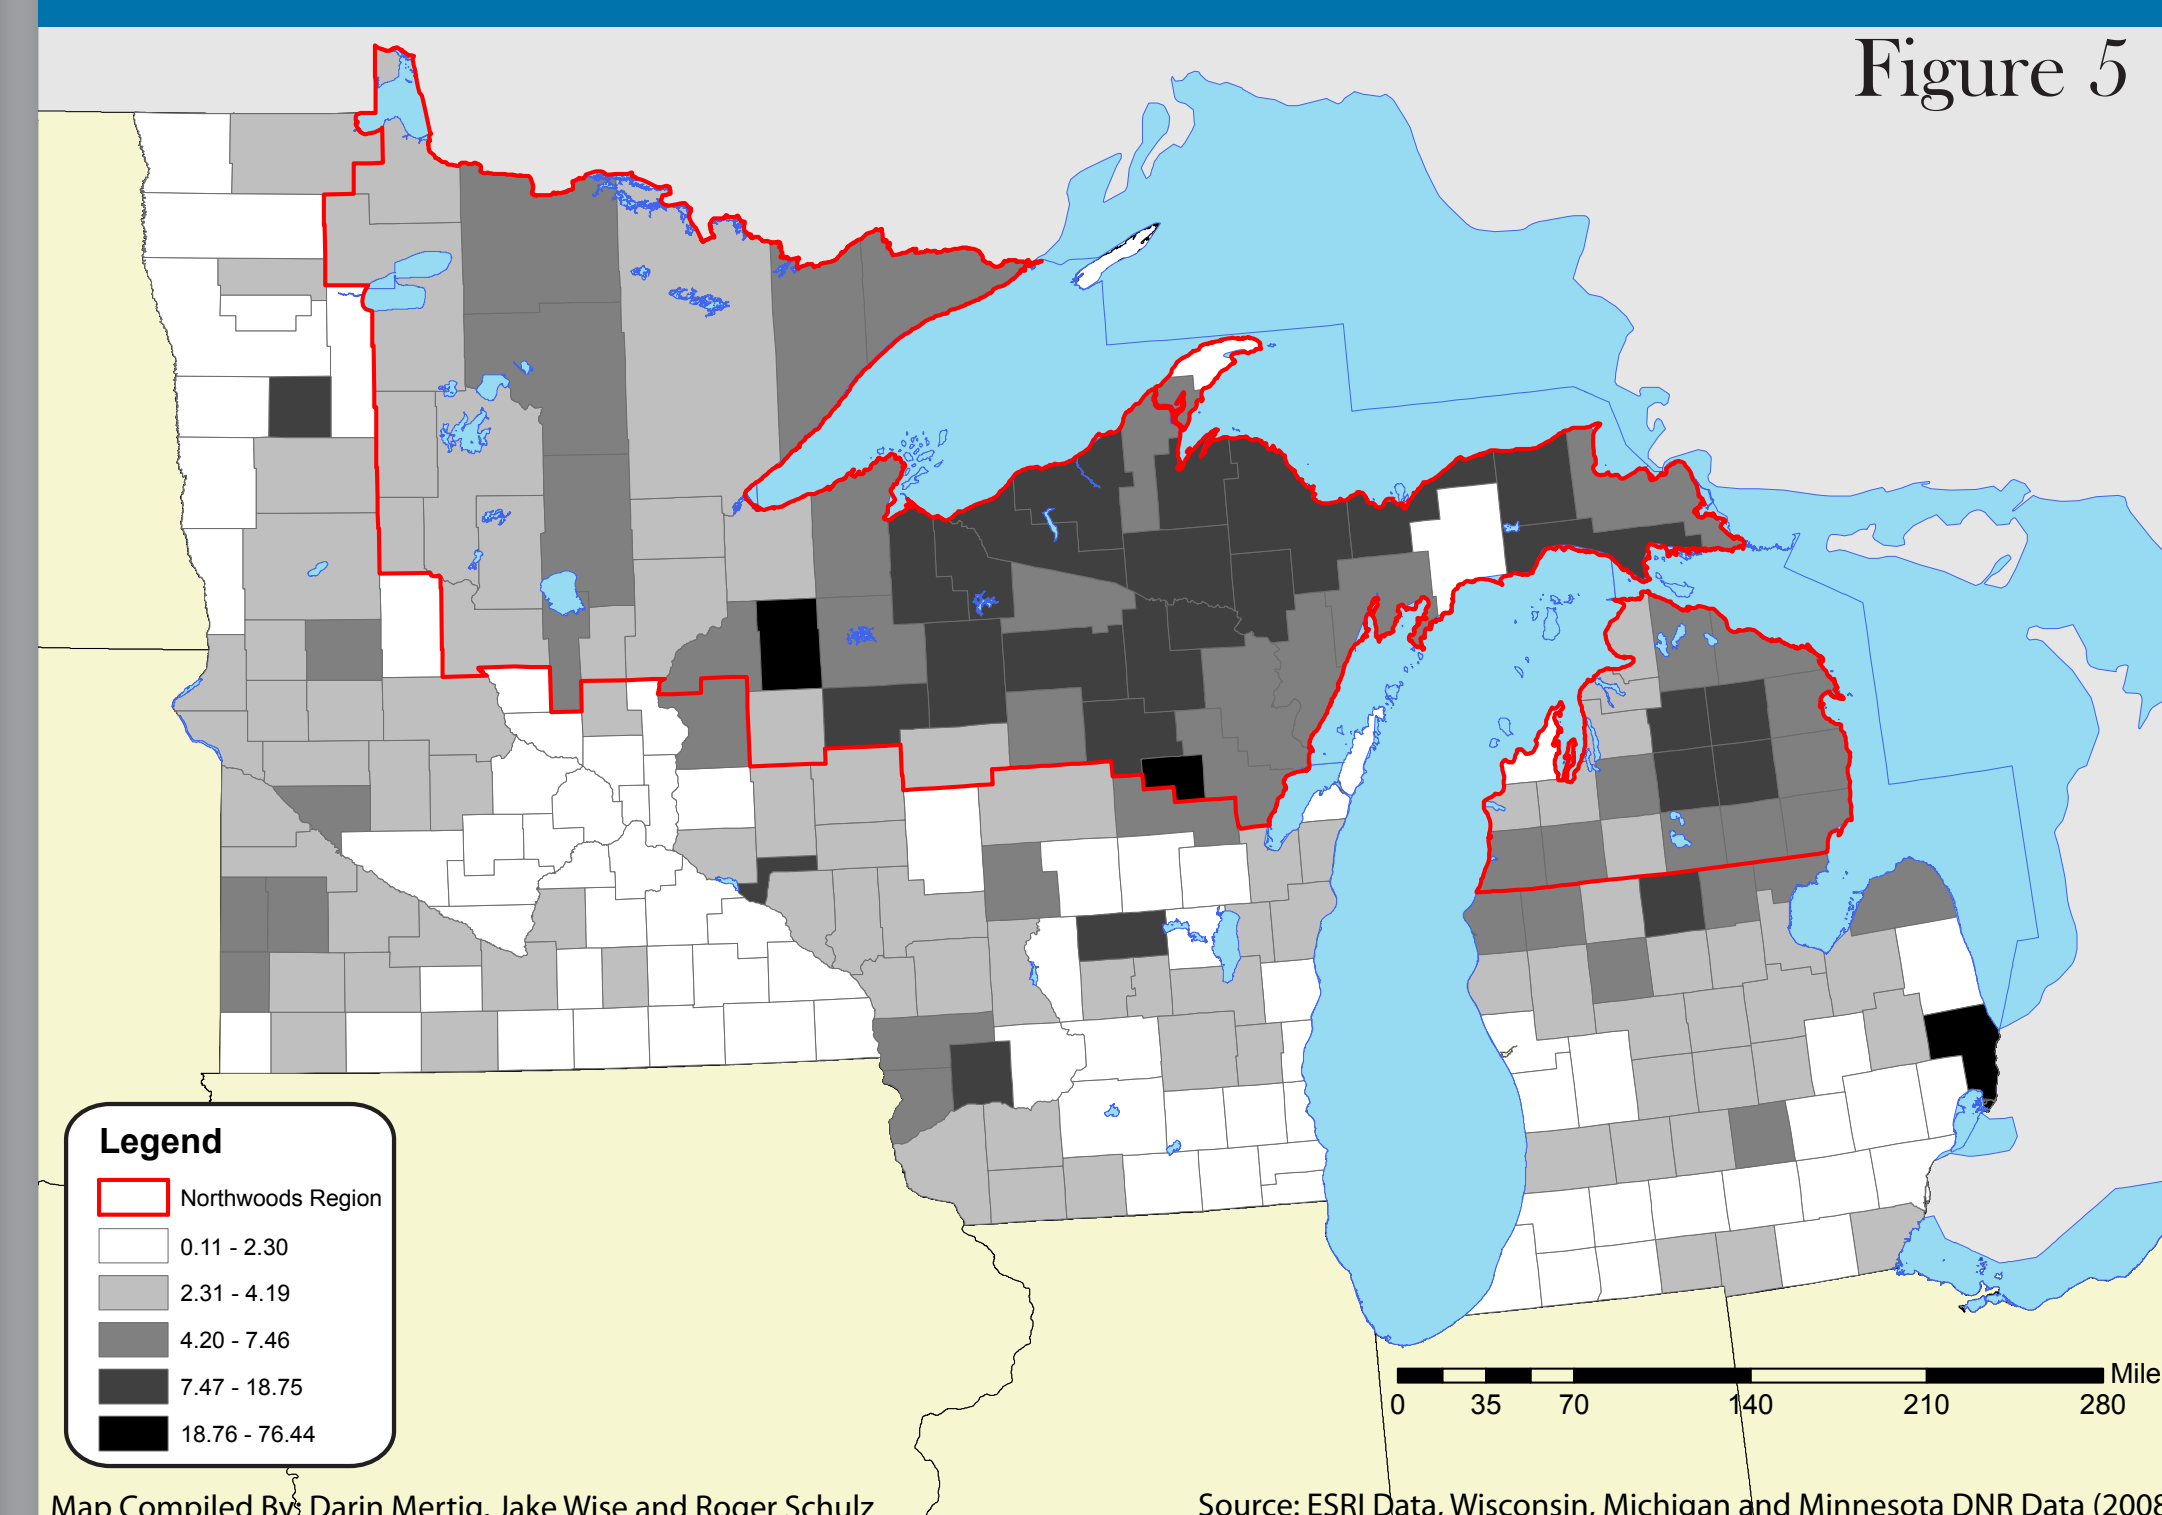 Figure 5
Legend
Northwoods Region
0.11 - 2.30
2.31 - 4.19
4.20 - 7.46
7.47 - 18.75
18.76 - 76.44
Mile
0 35 70 140 210 280
Map Compiled By: Darin Mertig, Jake Wise and Roger Schulz
Source: ESRI Data, Wisconsin, Michigan and Minnesota DNR Data (2008